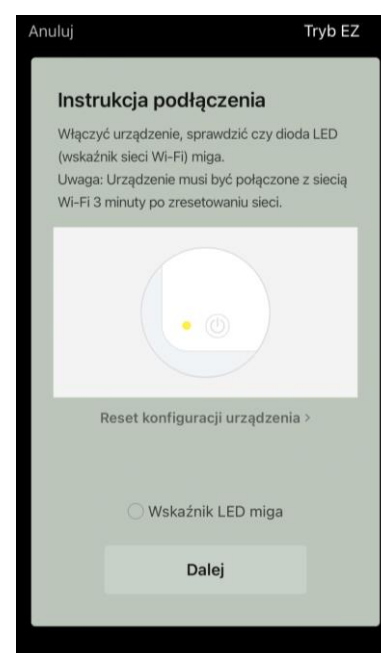 Anuluj Tryb EZ
Instrukcja podłączenia
Włączyć urządzenie, sprawdzić czy dioda LED
(wskaźnik sieci Wi-Fi) miga.
Uwaga: Urządzenie musi być połączone z siecią
Wi-Fi 3 minuty po zresetowaniu sieci.
Reset konfiguracji urządzenia >
Wskaźnik LED miga
Dalej